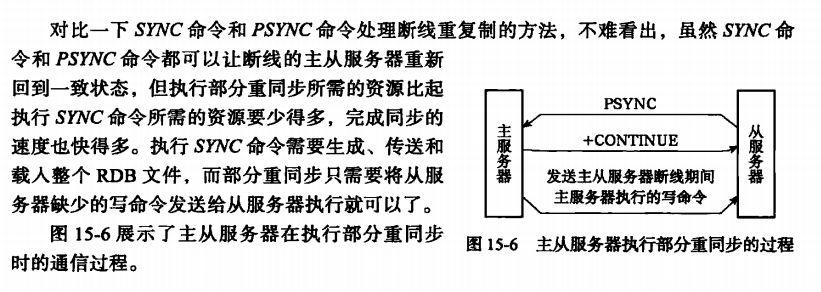 对比一下 SYNC 命令和 PSYNC 命令处理断线重复制的方法，不难看出，虽然 SYNC 命
令和 PSYNC 命令都可以让断线的主从服务器重新
回到一致状态，但执行部分重同步所需的资源比起
执行 SYNC 命令所需的资源要少得多，完成同步的
速度也快得多。执行 SYNC 命令需要生成、传送和
载入整个 RDB 文件，而部分重同步只需要将从服
务器缺少的写命令发送给从服务器执行就可以了。
图 15-6 展示了主从服务器在执行部分重同步
时的通信过程。
主服务器
PSYNC
+CONTINUE
发送主从服务器断线期间
主服务器执行的写命令
从服务器
图 15-6 主从服务器执行部分重同步的过程